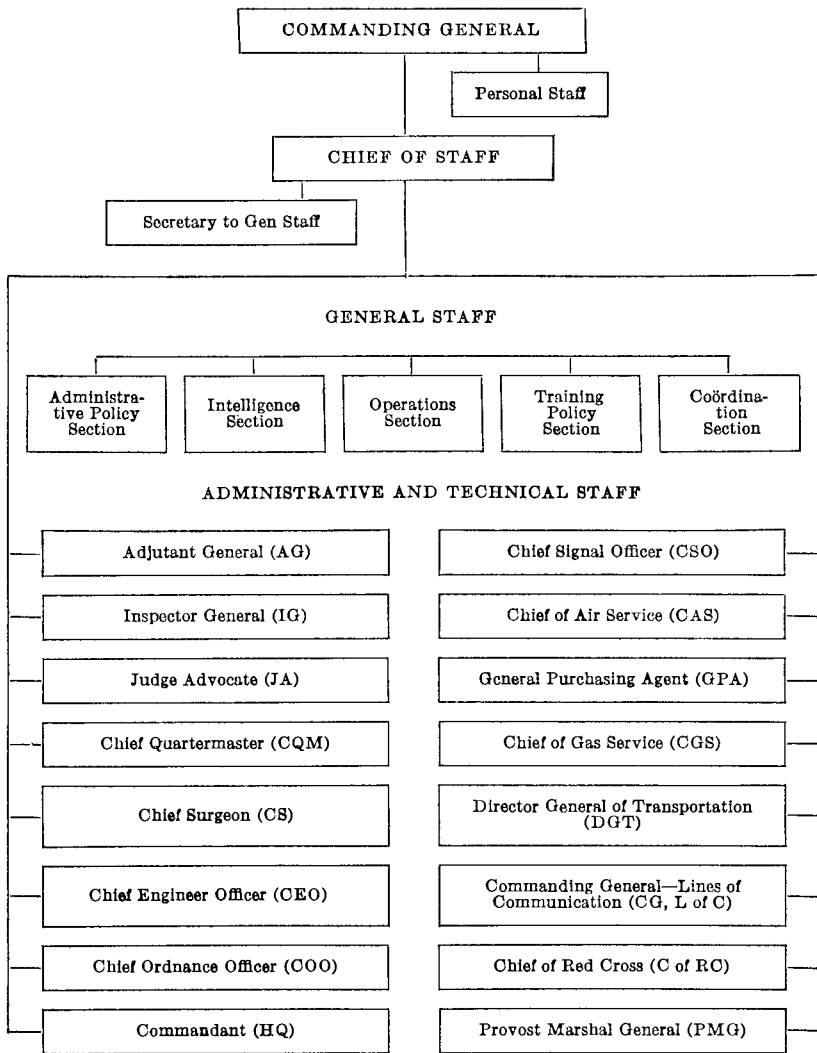 COMMANDING GENERAL
Personal Staff
CHIEF OF STAFF
Secretary to Gen Staff
GENERAL STAFF
Administra-
tive Policy
Section
Intelligence
Section
Operations
Section
Training
Policy
Section
Coördina-
tion
Section
ADMINISTRATIVE AND TECHNICAL STAFF
Adjutant General (AG)
Chief Signal Officer (CSO)
Inspector General (IG)
Chief of Air Service (CAS)
Judge Advocate (JA)
General Purchasing Agent (GPA)
Chief Quartermaster (CQM)
Chief of Gas Service (CGS)
Chief Surgeon (CS)
Director General of Transportation
(DGT)
Chief Engineer Officer (CEO)
Commanding General—Lines of
Communication (CG, L of C)
Chief Ordnance Officer (COO)
Chief of Red Cross (C of RC)
Commandant (HQ)
Provost Marshal General (PMG)